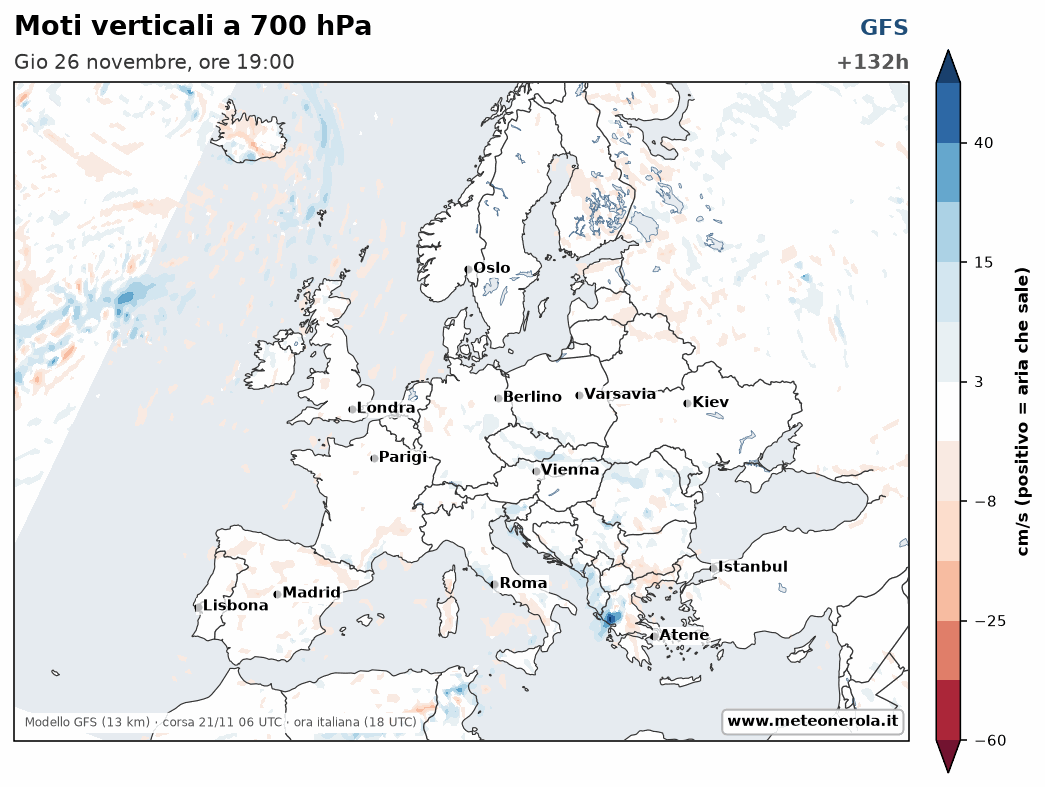 Moti verticali a 700 hPa
GFS
Gio 26 novembre, ore 19:00
+132h
40
15
3
−8
−25
−60
cm/s (positivo = aria che sale)
Oslo
Berlino
Varsavia
Kiev
Londra
Parigi
Vienna
Istanbul
Roma
Madrid
Lisbona
Atene
Modello GFS (13 km) · corsa 21/11 06 UTC · ora italiana (18 UTC)
www.meteonerola.it